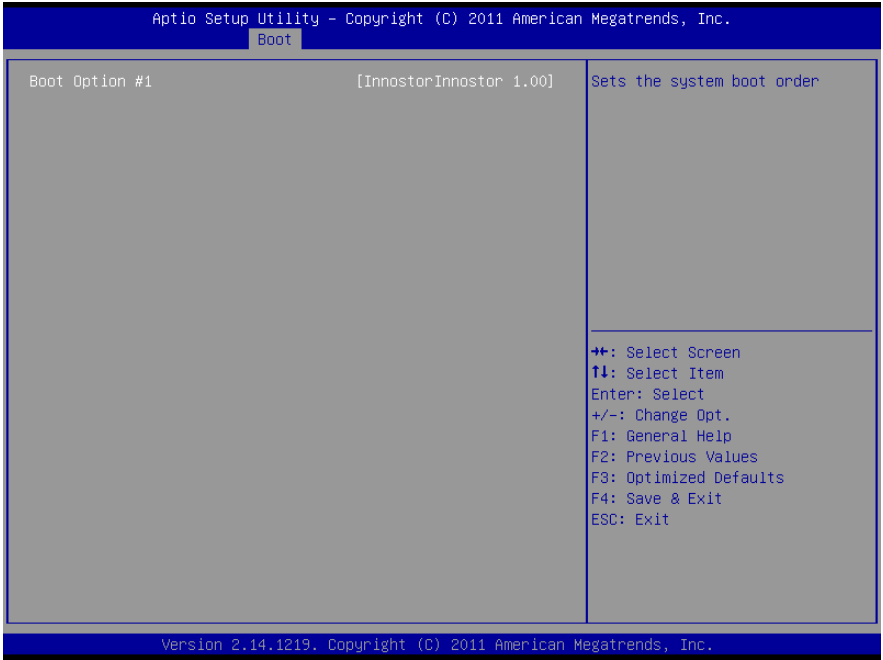 Aptio Setup Utility – Copyright (C) 2011 American Megatrends, Inc.
Boot
Boot Option #1 [InnostorInnostor 1.00]
Sets the system boot order
→←: Select Screen
↑↓: Select Item
Enter: Select
+/-: Change Opt.
F1: General Help
F2: Previous Values
F3: Optimized Defaults
F4: Save & Exit
ESC: Exit
Version 2.14.1219. Copyright (C) 2011 American Megatrends, Inc.